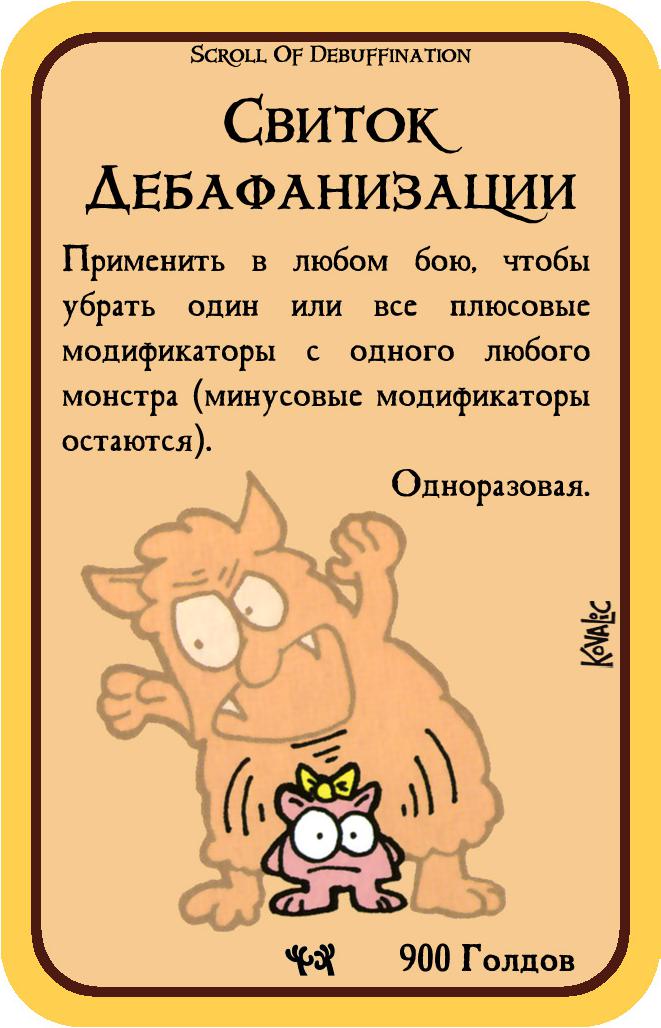 Scroll Of Debuffination
Свиток
Дебафанизации
Применить в любом бою, чтобы
убрать один или все плюсовые
модификаторы с одного любого
монстра (минусовые модификаторы
остаются).
Одноразовая.
Kovalic
900 Голдов